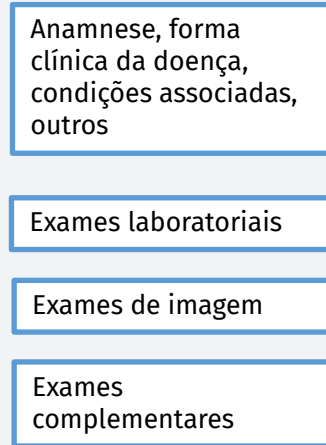 Anamnese, forma
clínica da doença,
condições associadas,
outros
Exames laboratoriais
Exames de imagem
Exames
complementares